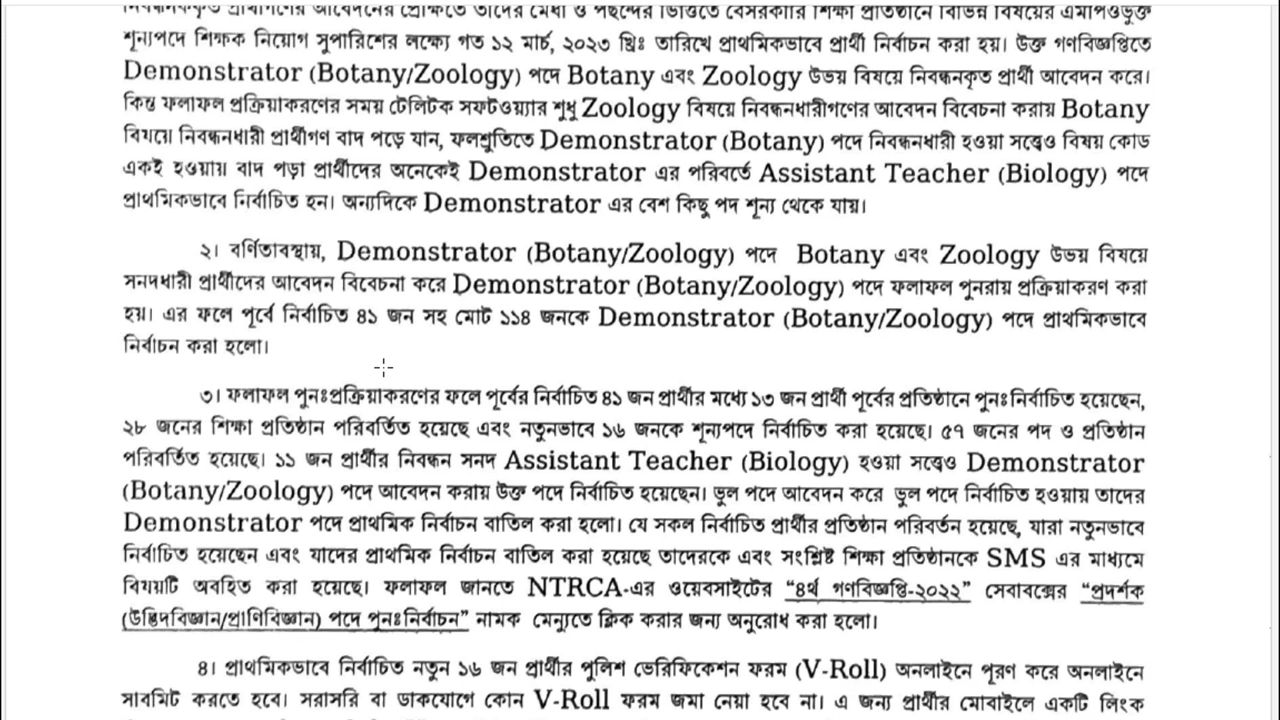 নিবন্ধনকৃত প্রার্থীগণের আবেদনের প্রেক্ষিতে তাদের মেধা ও পছন্দের ভিত্তিতে বেসরকারি শিক্ষা প্রতিষ্ঠানে বিভিন্ন বিষয়ের এমপিওভুক্ত
শূন্যপদে শিক্ষক নিয়োগ সুপারিশের লক্ষ্যে গত ১২ মার্চ, ২০২৩ খ্রিঃ তারিখে প্রাথমিকভাবে প্রার্থী নির্বাচন করা হয়। উক্ত গণবিজ্ঞপ্তিতে
Demonstrator (Botany/Zoology) পদে Botany এবং Zoology উভয় বিষয়ে নিবন্ধনকৃত প্রার্থী আবেদন করে।
কিন্তু ফলাফল প্রক্রিয়াকরণের সময় টেলিটক সফটওয়্যার শুধু Zoology বিষয়ে নিবন্ধনধারীগণের আবেদন বিবেচনা করায় Botany
বিষয়ে নিবন্ধনধারী প্রার্থীগণ বাদ পড়ে যান, ফলশ্রুতিতে Demonstrator (Botany) পদে নিবন্ধনধারী হওয়া সত্ত্বেও বিষয় কোড
একই হওয়ায় বাদ পড়া প্রার্থীদের অনেকেই Demonstrator এর পরিবর্তে Assistant Teacher (Biology) পদে
প্রাথমিকভাবে নির্বাচিত হন। অন্যদিকে Demonstrator এর বেশ কিছু পদ শূন্য থেকে যায়।
২। বর্ণিতাবস্থায়, Demonstrator (Botany/Zoology) পদে Botany এবং Zoology উভয় বিষয়ে
সনদধারী প্রার্থীদের আবেদন বিবেচনা করে Demonstrator (Botany/Zoology) পদে ফলাফল পুনরায় প্রক্রিয়াকরণ করা
হয়। এর ফলে পূর্বে নির্বাচিত ৪১ জন সহ মোট ১১৪ জনকে Demonstrator (Botany/Zoology) পদে প্রাথমিকভাবে
নির্বাচন করা হলো।
৩। ফলাফল পুনঃপ্রক্রিয়াকরণের ফলে পূর্বের নির্বাচিত ৪১ জন প্রার্থীর মধ্যে ১৩ জন প্রার্থী পূর্বের প্রতিষ্ঠানে পুনঃনির্বাচিত হয়েছেন,
২৮ জনের শিক্ষা প্রতিষ্ঠান পরিবর্তিত হয়েছে এবং নতুনভাবে ১৬ জনকে শূন্যপদে নির্বাচিত করা হয়েছে। ৫৭ জনের পদ ও প্রতিষ্ঠান
পরিবর্তিত হয়েছে। ১১ জন প্রার্থীর নিবন্ধন সনদ Assistant Teacher (Biology) হওয়া সত্ত্বেও Demonstrator
(Botany/Zoology) পদে আবেদন করায় উক্ত পদে নির্বাচিত হয়েছেন। ভুল পদে আবেদন করে ভুল পদে নির্বাচিত হওয়ায় তাদের
Demonstrator পদে প্রাথমিক নির্বাচন বাতিল করা হলো। যে সকল নির্বাচিত প্রার্থীর প্রতিষ্ঠান পরিবর্তন হয়েছে, যারা নতুনভাবে
নির্বাচিত হয়েছেন এবং যাদের প্রাথমিক নির্বাচন বাতিল করা হয়েছে তাদেরকে এবং সংশ্লিষ্ট শিক্ষা প্রতিষ্ঠানকে SMS এর মাধ্যমে
বিষয়টি অবহিত করা হয়েছে। ফলাফল জানতে NTRCA-এর ওয়েবসাইটের “৪র্থ গণবিজ্ঞপ্তি-২০২২” সেবাবক্সের “প্রদর্শক
(উদ্ভিদবিজ্ঞান/প্রাণিবিজ্ঞান) পদে পুনঃনির্বাচন” নামক মেন্যুতে ক্লিক করার জন্য অনুরোধ করা হলো।
৪। প্রাথমিকভাবে নির্বাচিত নতুন ১৬ জন প্রার্থীর পুলিশ ভেরিফিকেশন ফরম (V-Roll) অনলাইনে পূরণ করে অনলাইনে
সাবমিট করতে হবে। সরাসরি বা ডাকযোগে কোন V-Roll ফরম জমা নেয়া হবে না। এ জন্য প্রার্থীর মোবাইলে একটি লিংক